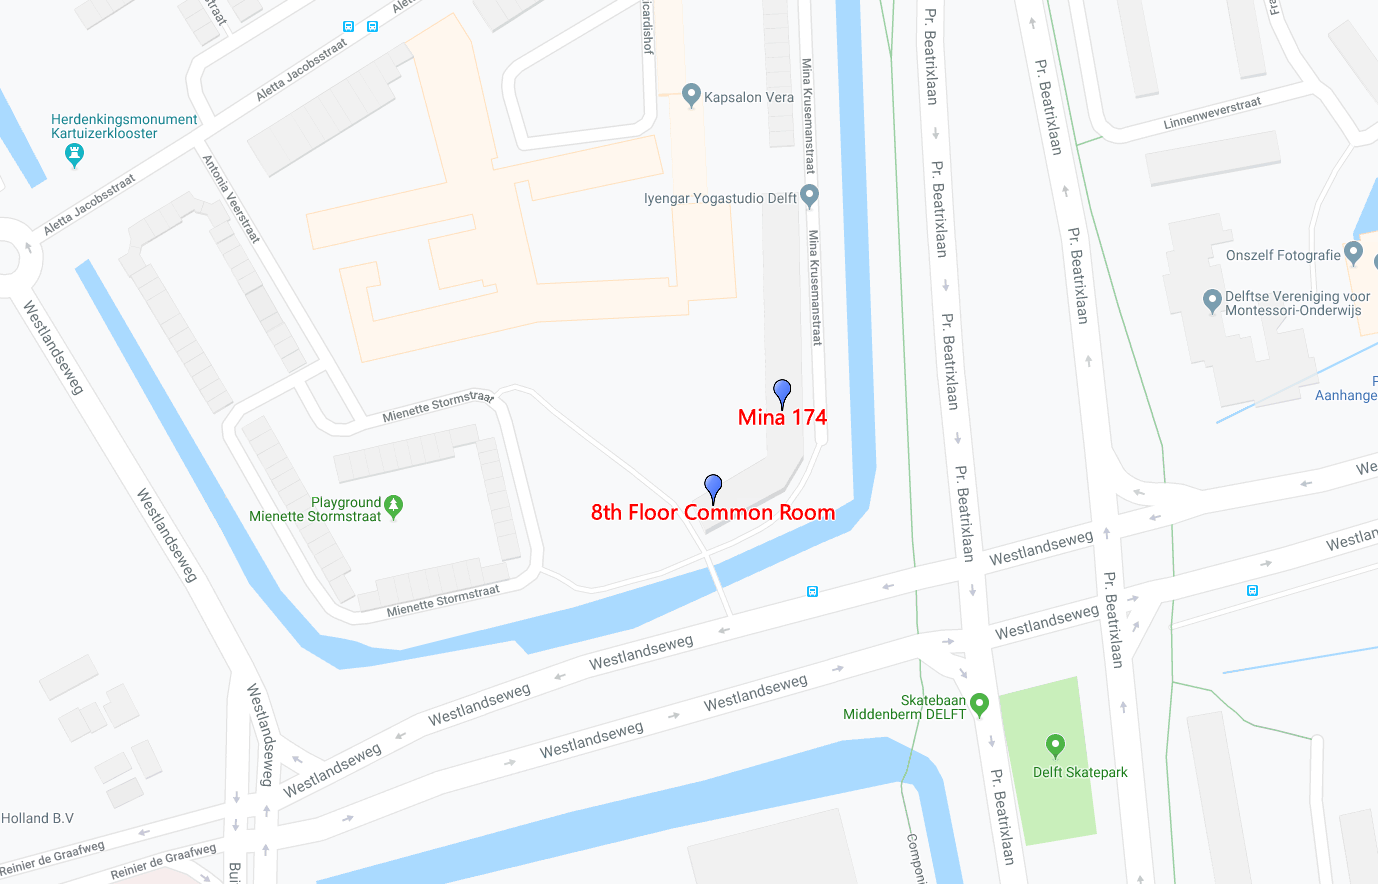 Aletta Jacobsstraat
Kapsalon Vera
Mina Krusemanstraat
Pr. Beatrixlaan
Pr. Beatrixlaan
Linnenweverstraat
Herdenkingsmonument
Kartuizerklooster
Antonia Veerstraat
Aletta Jacobsstraat
Iyengar Yogastudio Delft
Pr. Beatrixlaan
Mina Krusemanstraat
Pr. Beatrixlaan
Onszelf Fotografie
Delftse Vereniging voor
Montessori-Onderwijs
Westlandseweg
Pr. Beatrixlaan
Mienette Stormstraat
Mina 174
Aanhange
Playground
Mienette Stormstraat
8th Floor Common Room
Westlandseweg
Pr. Beatrixlaan
Westlandseweg
Mienette Stormstraat
Westlandseweg
Pr. Beatrixlaan
Westlandseweg
Westlandseweg
Westlandseweg
Westlandseweg
Westlandseweg
Westlandseweg
Westlandseweg
Skatebaan
Middenberm DELFT
Delft Skatepark
Pr. Beatrixlaan
Holland B.V
Reinier de Graafweg
Reinier de Graafweg